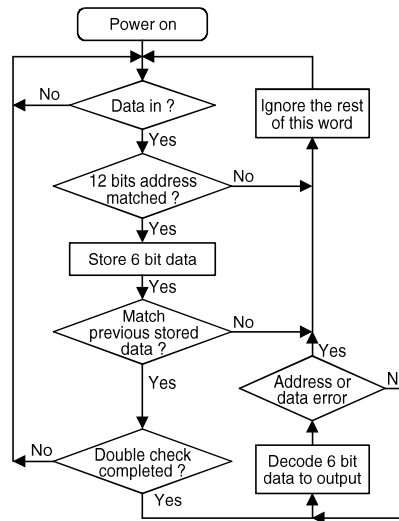 Power on
No
Data in ?
Yes
Ignore the rest
of this word
12 bits address
matched ?
No
Yes
Store 6 bit data
Yes
Match
previous stored
data ?
No
Yes
Yes
Address or
data error
N
No
Double check
completed ?
Yes
Decode 6 bit
data to output